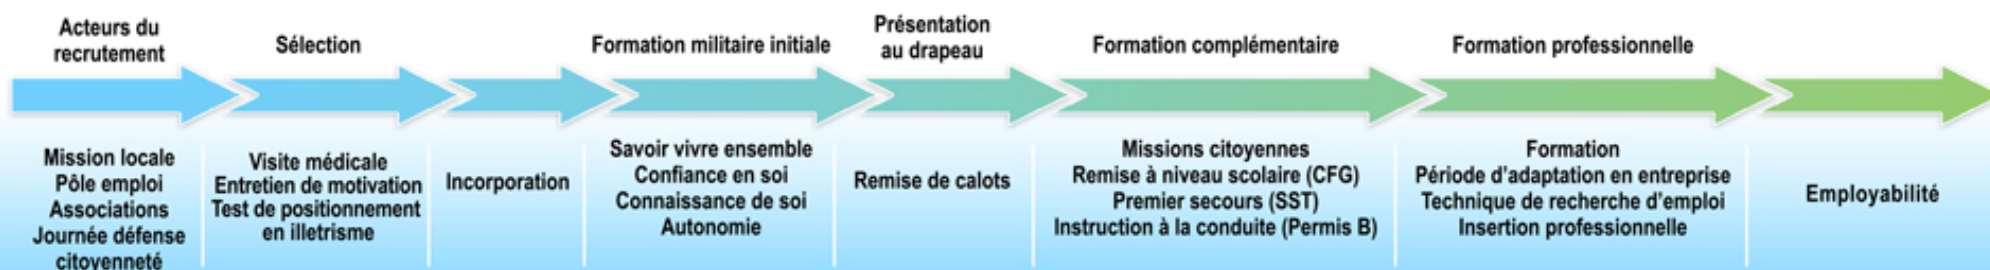 Acteurs du
recrutement
Sélection
Formation militaire initiale
Présentation
au drapeau
Formation complémentaire
Formation professionnelle
Mission locale
Pôle emploi
Associations
Journée défense
citoyenneté
Visite médicale
Entretien de motivation
Test de positionnement
en illetrisme
Incorporation
Savoir vivre ensemble
Confiance en soi
Connaissance de soi
Autonomie
Remise de calots
Missions citoyennes
Remise à niveau scolaire (CFG)
Premier secours (SST)
Instruction à la conduite (Permis B)
Formation
Période d'adaptation en entreprise
Technique de recherche d'emploi
Insertion professionnelle
Employabilité